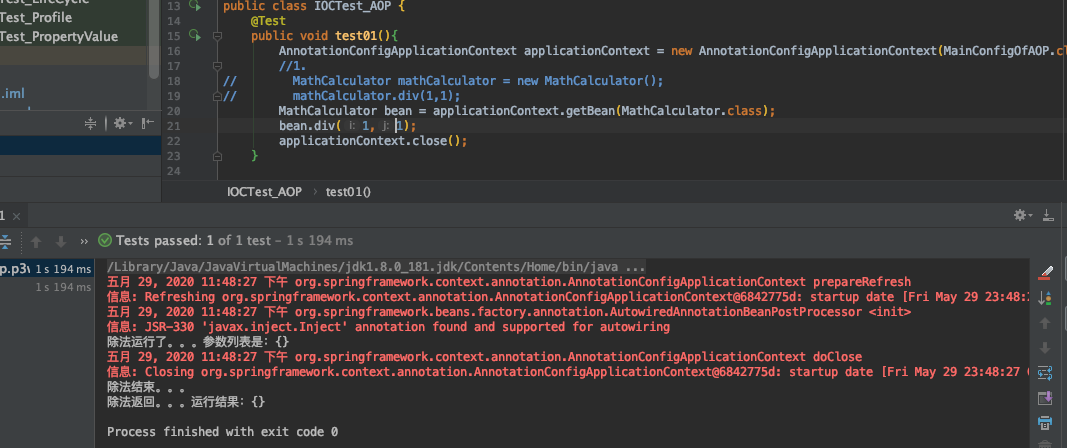 Test_LifeCycle
Test_Profile
Test_PropertyValue
.iml
13 public class IOCTest_AOP {
14 @Test
15 public void test01(){
16 AnnotationConfigApplicationContext applicationContext = new AnnotationConfigApplicationContext(MainConfigOfAOP.cl
17 //1.
18 // MathCalculator mathCalculator = new MathCalculator();
19 // mathCalculator.div(1,1);
20 MathCalculator bean = applicationContext.getBean(MathCalculator.class);
21 bean.div( i: 1, j: 1);
22 applicationContext.close();
23 }
24
IOCTest_AOP › test01()
1 ×
» Tests passed: 1 of 1 test – 1 s 194 ms
p.p3\ 1 s 194 ms
1 s 194 ms
/Library/Java/JavaVirtualMachines/jdk1.8.0_181.jdk/Contents/Home/bin/java ...
五月 29, 2020 11:48:27 下午 org.springframework.context.annotation.AnnotationConfigApplicationContext prepareRefresh
信息: Refreshing org.springframework.context.annotation.AnnotationConfigApplicationContext@6842775d: startup date [Fri May 29 23:48:
五月 29, 2020 11:48:27 下午 org.springframework.beans.factory.annotation.AutowiredAnnotationBeanPostProcessor <init>
信息: JSR-330 'javax.inject.Inject' annotation found and supported for autowiring
除法运行了。。。参数列表是：{}
五月 29, 2020 11:48:27 下午 org.springframework.context.annotation.AnnotationConfigApplicationContext doClose
信息: Closing org.springframework.context.annotation.AnnotationConfigApplicationContext@6842775d: startup date [Fri May 29 23:48:27
除法结束。。。
除法返回。。。运行结果：{}
Process finished with exit code 0